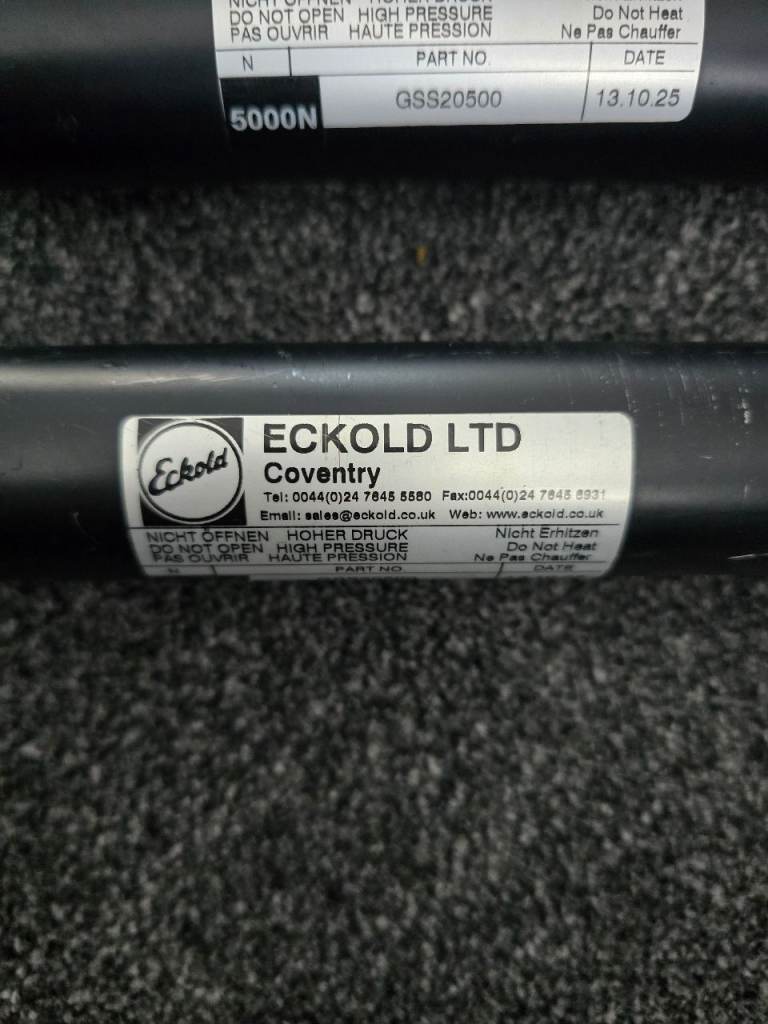 NICHT ÖFFNEN HOHER DRUCK
DO NOT OPEN HIGH PRESSURE Do Not Heat
PAS OUVRIR HAUTE PRESSION Ne Pas Chauffer
N PART NO. DATE
5000N GSS20500 13.10.25
Eckold
ECKOLD LTD
Coventry
Tel: 0044(0)24 7645 5580 Fax:0044(0)24 7645 6931
Email: sales@eckold.co.uk Web: www.eckold.co.uk
NICHT ÖFFNEN HOHER DRUCK Nicht Erhitzen
DO NOT OPEN HIGH PRESSURE Do Not Heat
PAS OUVRIR HAUTE PRESSION Ne Pas Chauffer
N PART NO. DATE